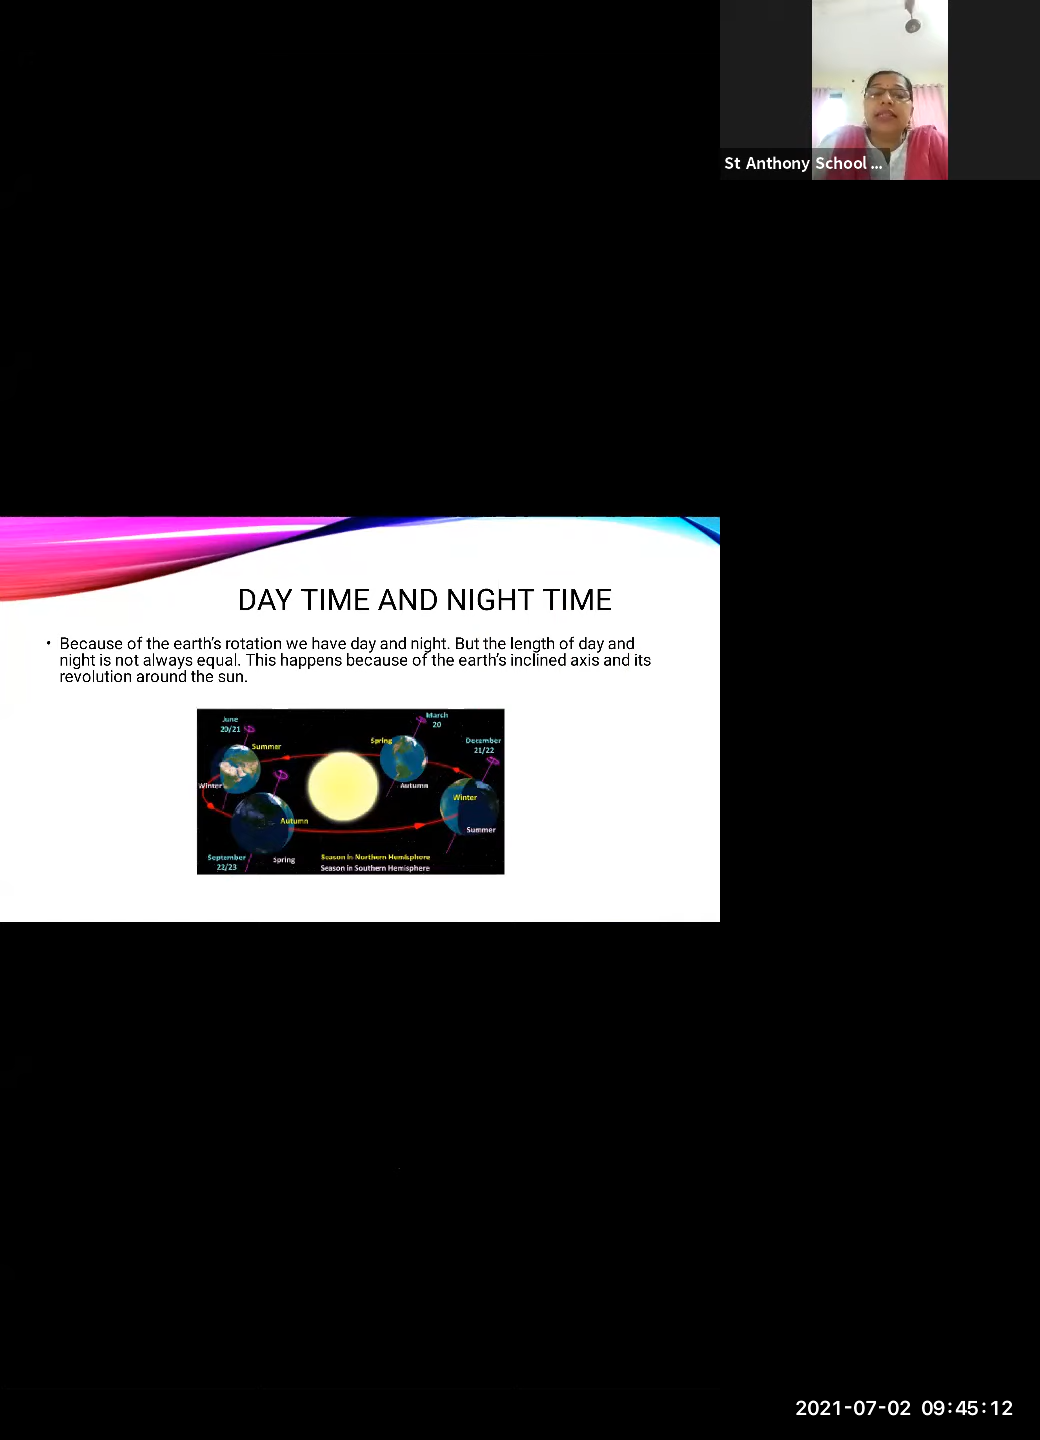 St Anthony School ...
DAY TIME AND NIGHT TIME
• Because of the earth's rotation we have day and night. But the length of day and
night is not always equal. This happens because of the earth's inclined axis and its
revolution around the sun.
June
20/21
Summer
Winter
March
20
Spring
Autumn
December
21/22
Winter
Summer
Autumn
September
22/23
Spring
Season in Northern Hemisphere
Season in Southern Hemisphere
2021-07-02 09:45:12